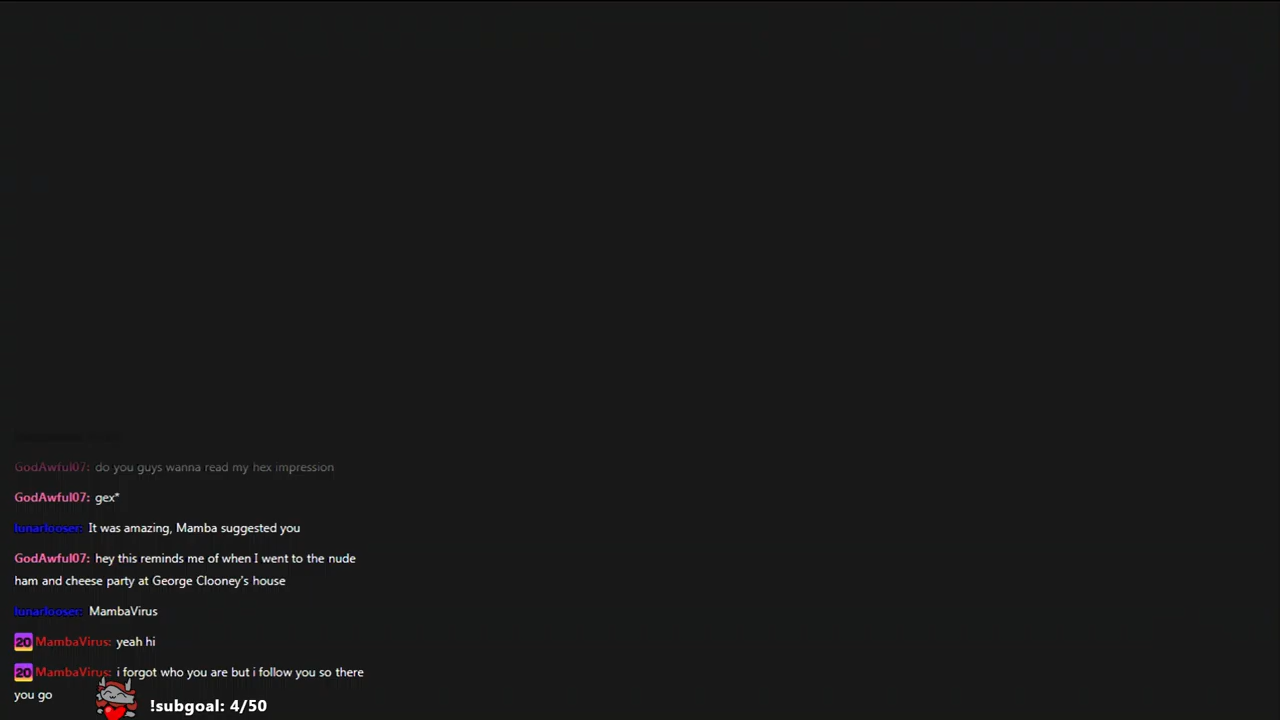 GodAwful07: do you guys wanna read my hex impression
GodAwful07: gex*
lunarlooser: It was amazing, Mamba suggested you
GodAwful07: hey this reminds me of when I went to the nude
ham and cheese party at George Clooney's house
lunarlooser: MambaVirus
20 MambaVirus: yeah hi
20 MambaVirus: i forgot who you are but i follow you so there
you go
!subgoal: 4/50